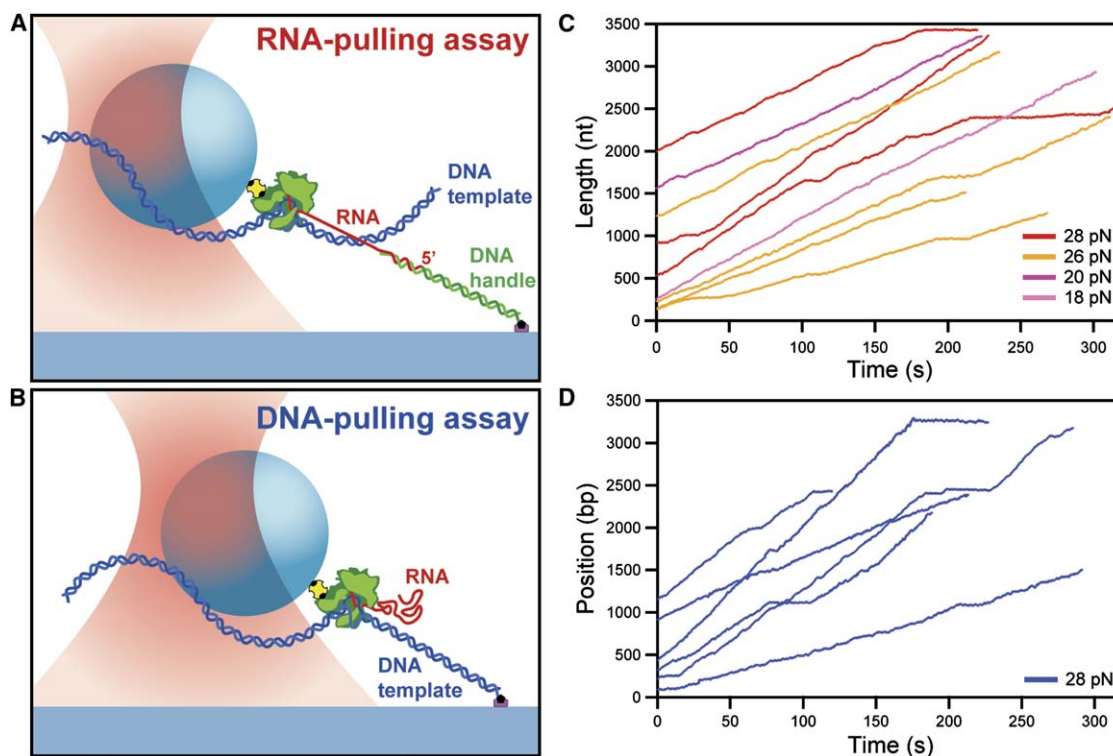 A
RNA-pulling assay
DNA
template
RNA
5'
DNA
handle
B
DNA-pulling assay
RNA
DNA
template
C
3500
3000
2500
2000
1500
1000
500
0
Length (nt)
28 pN
26 pN
20 pN
18 pN
0 50 100 150 200 250 300
Time (s)
D
3500
3000
2500
2000
1500
1000
500
0
Position (bp)
28 pN
0 50 100 150 200 250 300
Time (s)